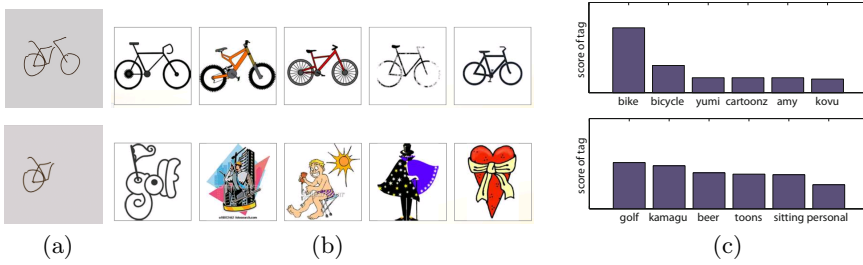 score of tag
bike bicycle yumi cartoonz amy kovu
golf
score of tag
golf kamagu beer toons sitting personal
(a) (b) (c)